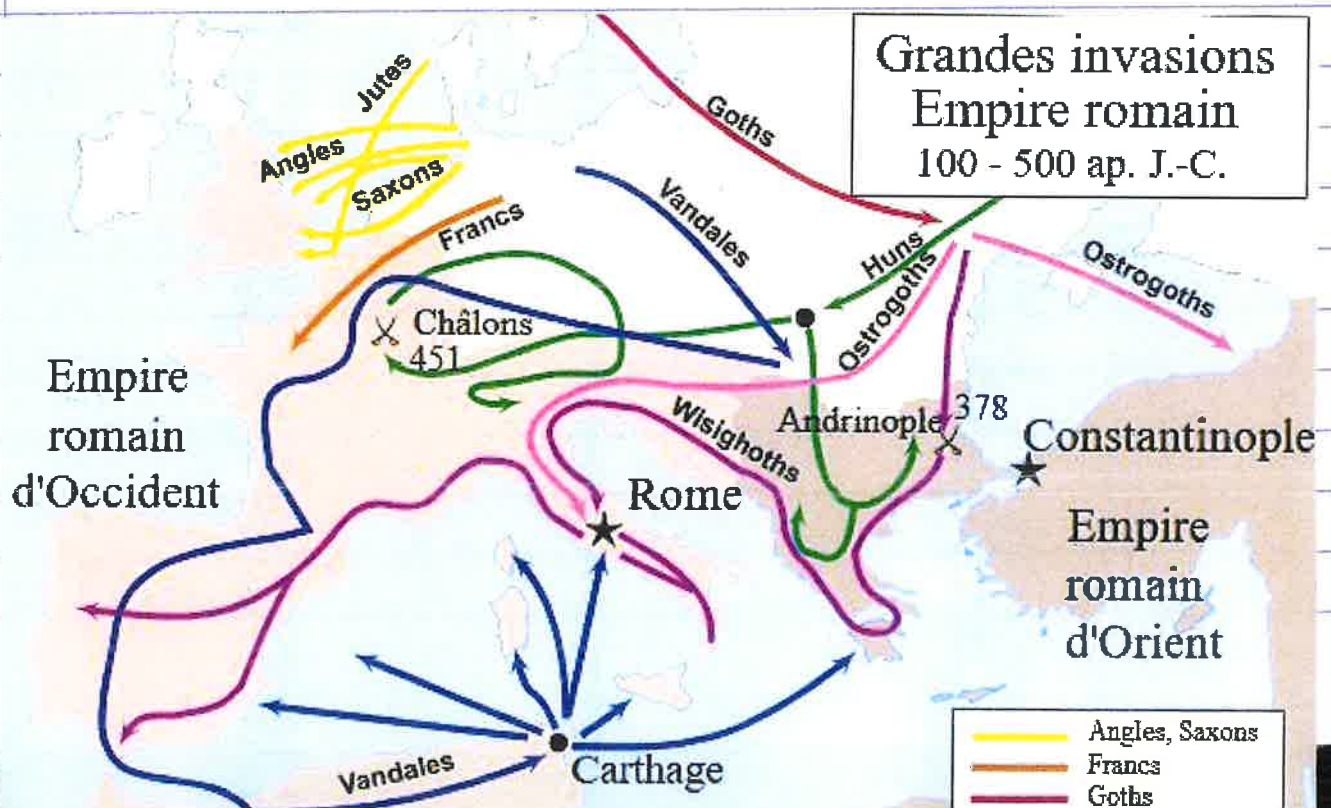 Grandes invasions
Empire romain
100 - 500 ap. J.-C.
Jutes
Angles
Saxons
Francs
Goths
Vandales
Huns
Ostrogoths
Ostrogoths
Châlons
451
Empire
romain
d'Occident
Wisighoths
Andrinople
378
Constantinople
Rome
Empire
romain
d'Orient
Vandales
Carthage
Angles, Saxons
Francs
Goths